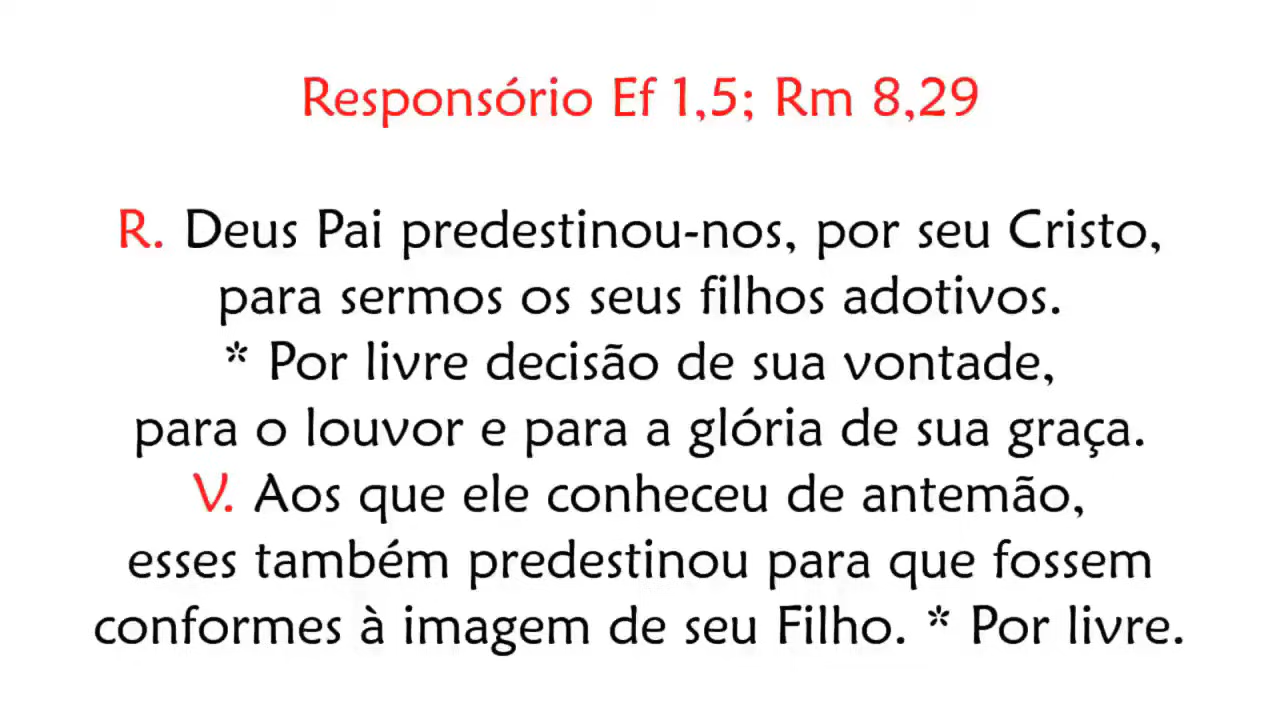 Responsório Ef 1,5; Rm 8,29
R. Deus Pai predestinou-nos, por seu Cristo,
para sermos os seus filhos adotivos.
* Por livre decisão de sua vontade,
para o louvor e para a glória de sua graça.
V. Aos que ele conheceu de antemão,
esses também predestinou para que fossem
conformes à imagem de seu Filho. * Por livre.